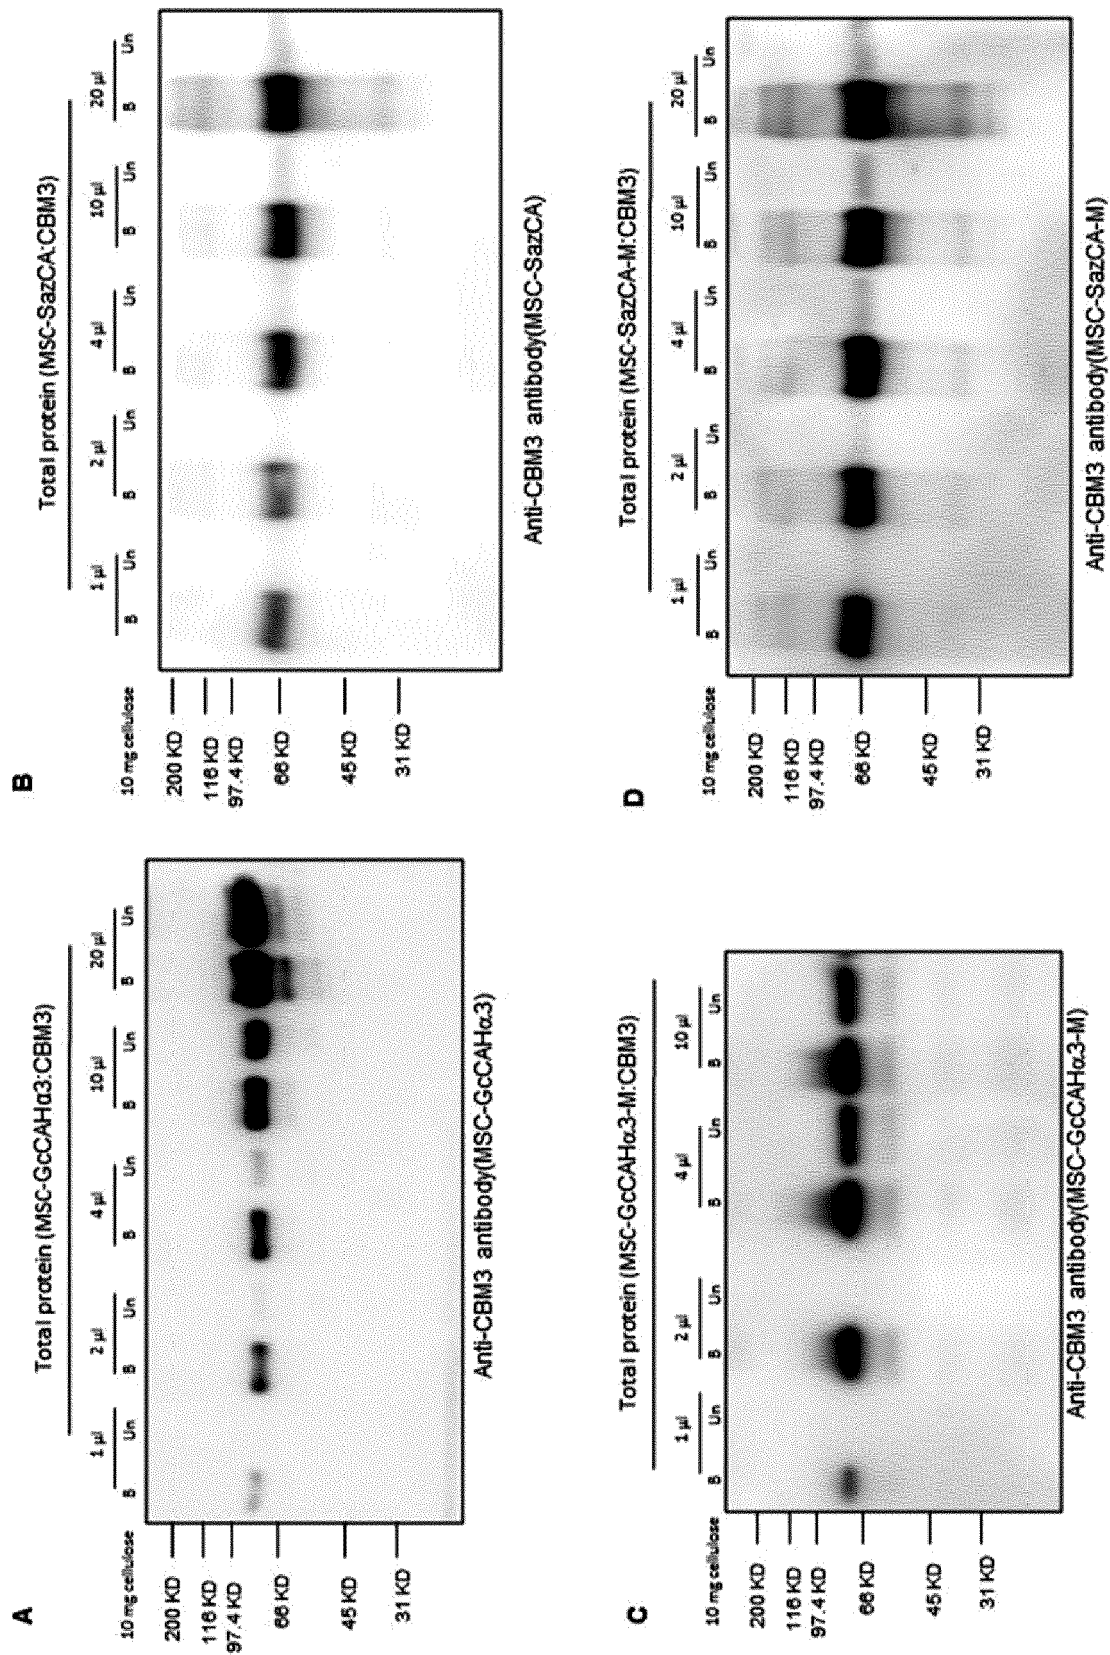 A
Total protein (MSC-GcCAHα3:CBM3)
1 µl 2 µl 4 µl 10 µl 20 µl
10 mg cellulose B Un B Un B Un B Un B Un
200 KD
116 KD
97.4 KD
66 KD
45 KD
31 KD
Anti-CBM3 antibody(MSC-GcCAHα3)
B
Total protein (MSC-SazCA:CBM3)
1 µl 2 µl 4 µl 10 µl 20 µl
10 mg cellulose B Un B Un B Un B Un B Un
200 KD
116 KD
97.4 KD
66 KD
45 KD
31 KD
Anti-CBM3 antibody(MSC-SazCA)
C
Total protein (MSC-GcCAHα3-M:CBM3)
1 µl 2 µl 4 µl 10 µl
10 mg cellulose B Un B Un B Un B Un
200 KD
116 KD
97.4 KD
66 KD
45 KD
31 KD
Anti-CBM3 antibody(MSC-GcCAHα3-M)
D
Total protein (MSC-SazCA-M:CBM3)
1 µl 2 µl 4 µl 10 µl 20 µl
10 mg cellulose B Un B Un B Un B Un B Un
200 KD
116 KD
97.4 KD
66 KD
45 KD
31 KD
Anti-CBM3 antibody(MSC-SazCA-M)